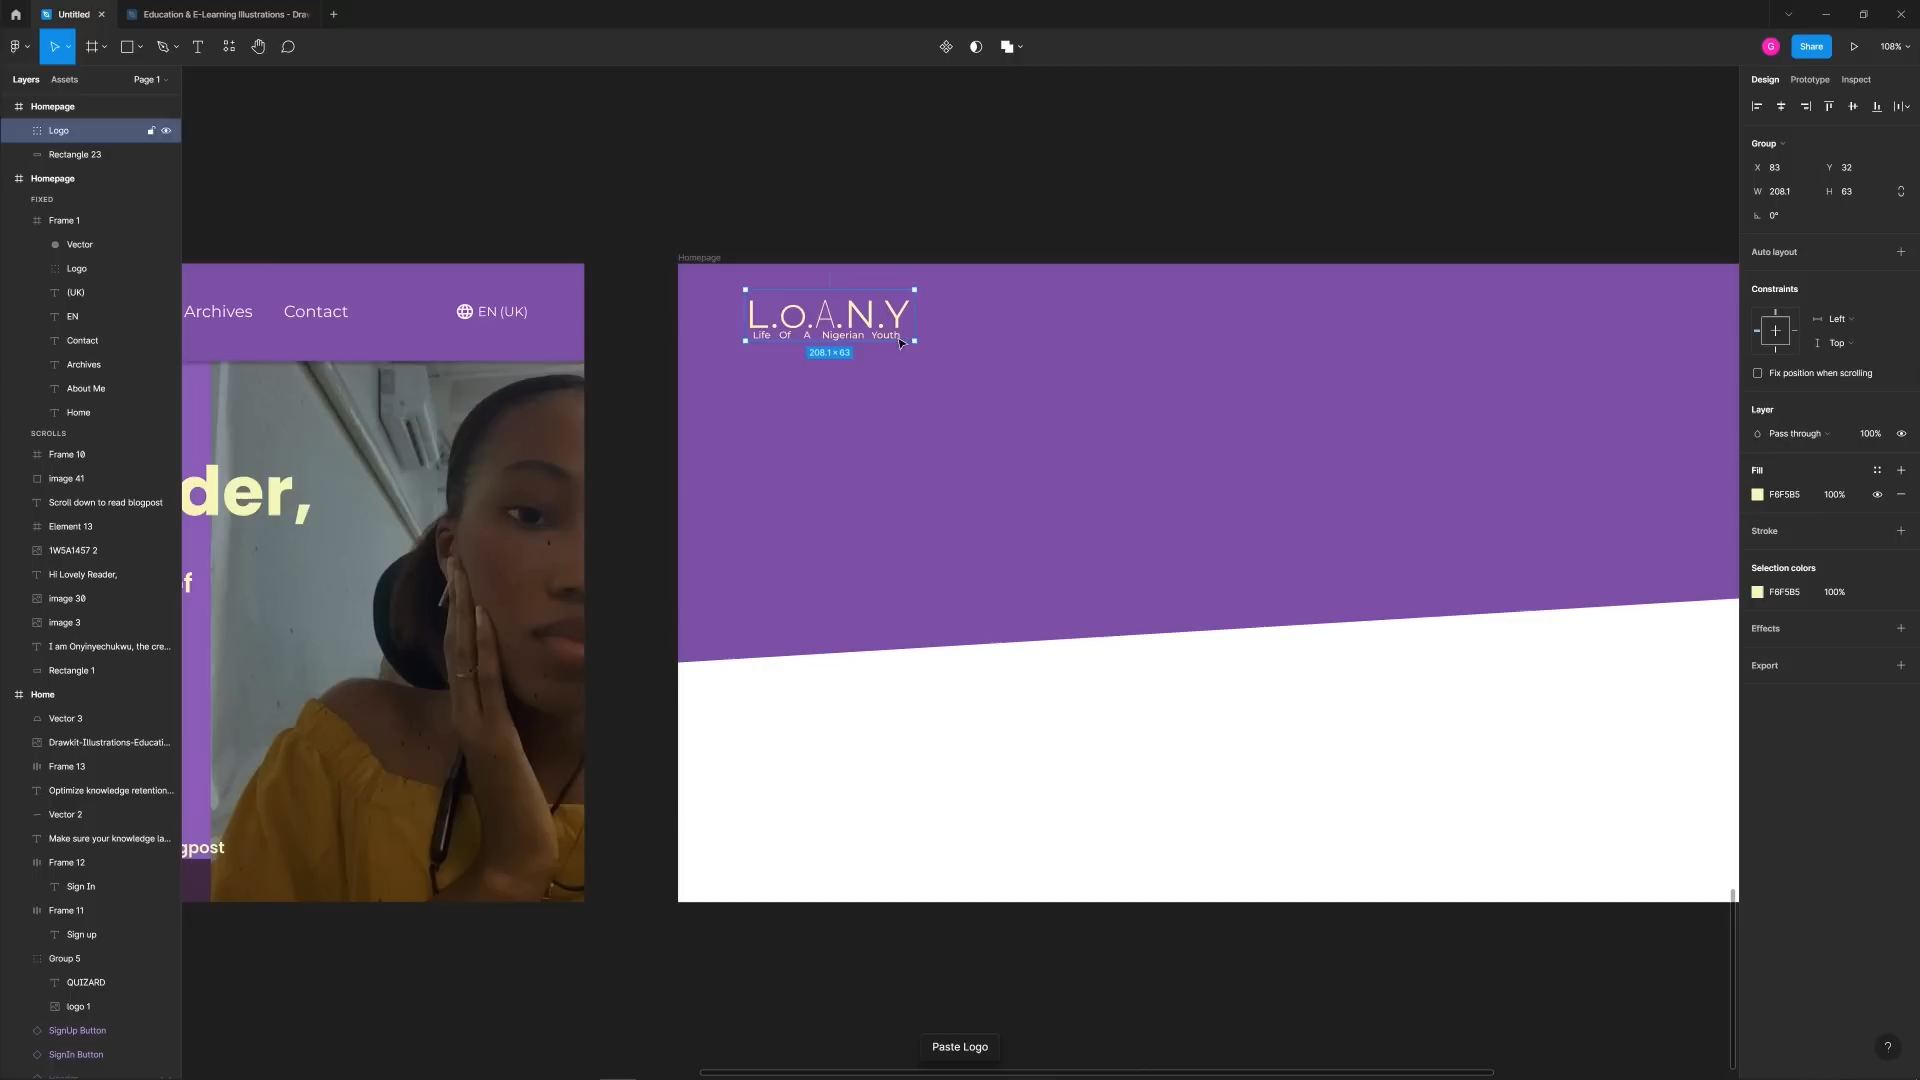 Untitled
Education & E-Learning Illustrations - Draw
G
Share
108%
Layers
Assets
Page 1
Homepage
Logo
Rectangle 23
Homepage
FIXED
Frame 1
Vector
Logo
(UK)
EN
Contact
Archives
About Me
Home
SCROLLS
Frame 10
image 41
Scroll down to read blogpost
Element 13
1W5A1457 2
Hi Lovely Reader,
image 30
image 3
I am Onyinyechukwu, the cre...
Rectangle 1
Home
Vector 3
Drawkit-Illustrations-Educati...
Frame 13
Optimize knowledge retention...
Vector 2
Make sure your knowledge la...
Frame 12
Sign In
Frame 11
Sign up
Group 5
QUIZARD
logo 1
SignUp Button
SignIn Button
Archives
Contact
EN (UK)
der,
of
gpost
Homepage
L.o.A.N.Y
Life Of A Nigerian Youth
208.1 × 63
Paste Logo
Design
Prototype
Inspect
Group
X 83
Y 32
W 208.1
H 63
0°
Auto layout
Constraints
Left
Top
Fix position when scrolling
Layer
Pass through
100%
Fill
F6F5B5
100%
Stroke
Selection colors
F6F5B5
100%
Effects
Export
?